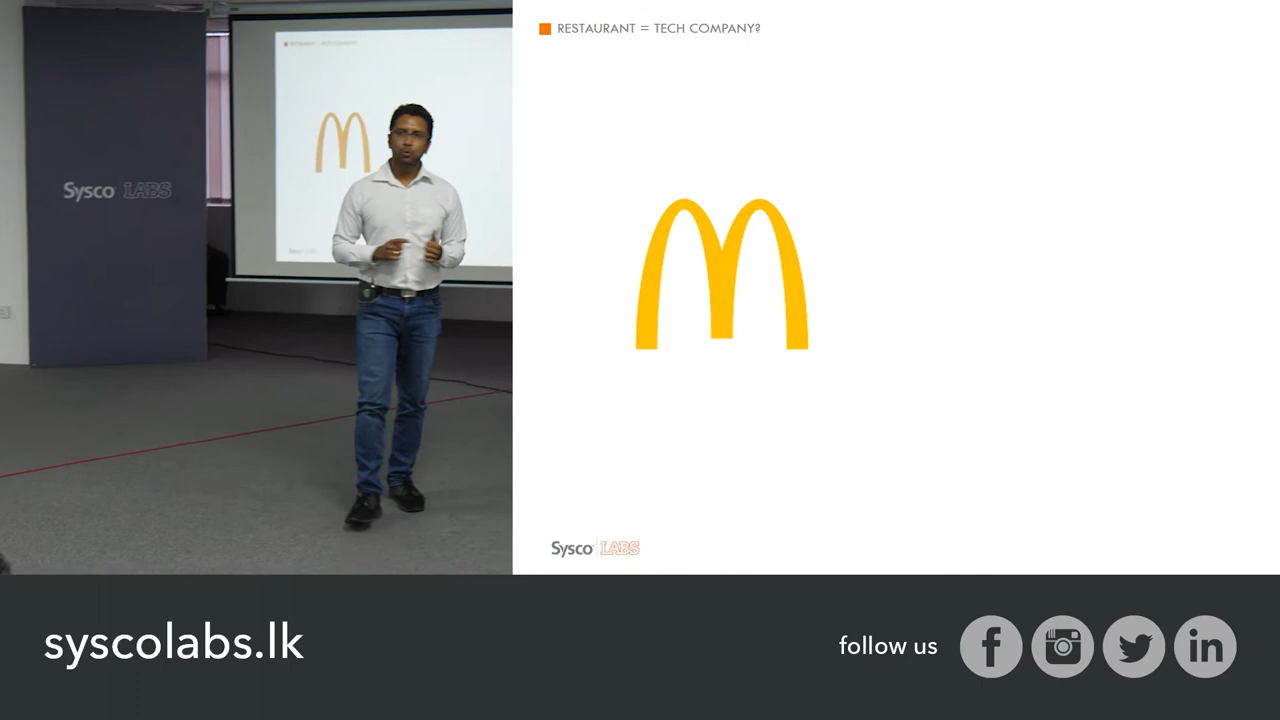 RESTAURANT = TECH COMPANY?
Sysco LABS
Sysco LABS
syscolabs.lk
follow us